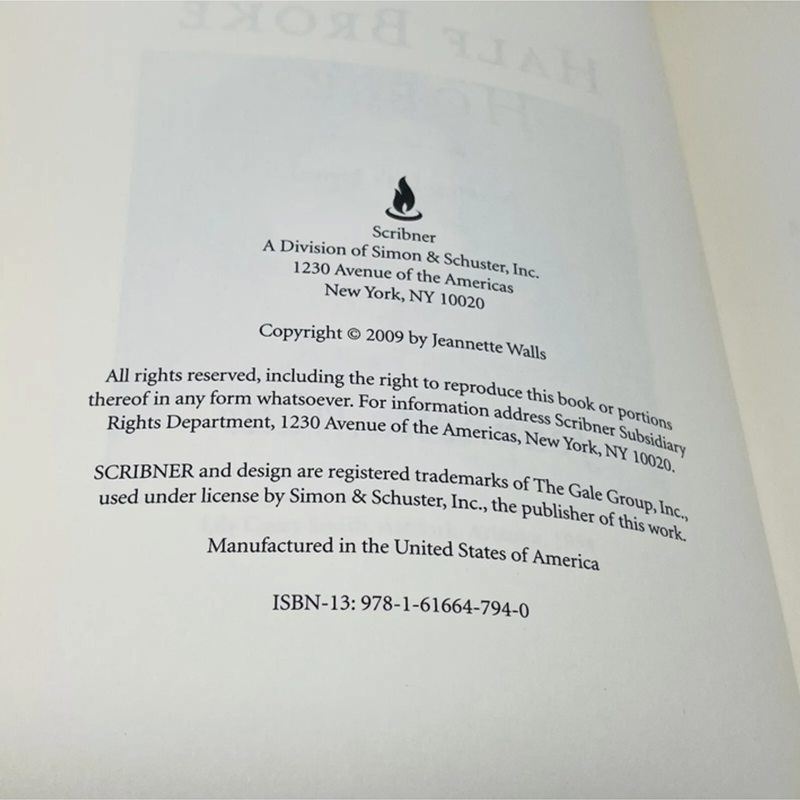 HALF BROKE
HORSES
Scribner
A Division of Simon & Schuster, Inc.
1230 Avenue of the Americas
New York, NY 10020
Copyright © 2009 by Jeannette Walls
All rights reserved, including the right to reproduce this book or portions
thereof in any form whatsoever. For information address Scribner Subsidiary
Rights Department, 1230 Avenue of the Americas, New York, NY 10020.
SCRIBNER and design are registered trademarks of The Gale Group, Inc.,
used under license by Simon & Schuster, Inc., the publisher of this work.
Manufactured in the United States of America
ISBN-13: 978-1-61664-794-0